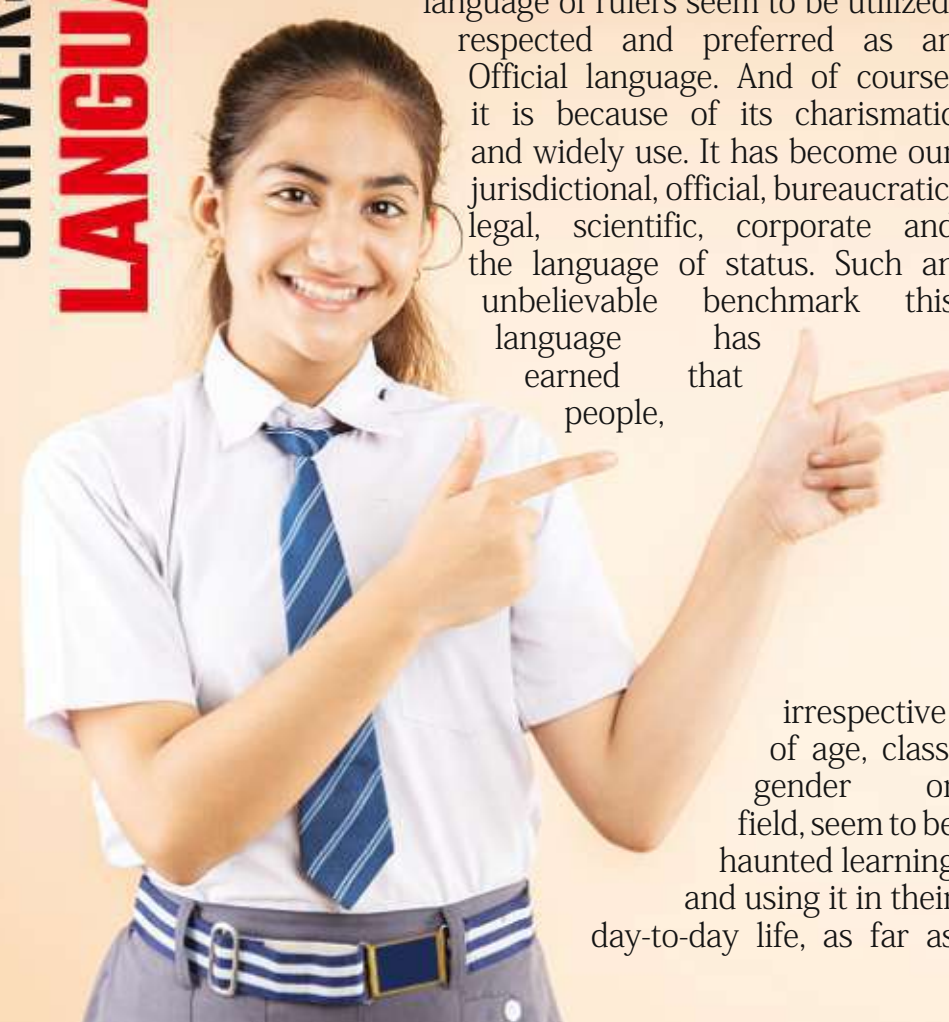 UNIVERS
LANGUA
language of rulers seem to be utilized
respected and preferred as an
Official language. And of course
it is because of its charismatic
and widely use. It has become our
jurisdictional, official, bureaucratic
legal, scientific, corporate and
the language of status. Such an
unbelievable benchmark this
language has
earned that
people,
irrespective
of age, class
gender or
field, seem to be
haunted learning
and using it in their
day-to-day life, as far as